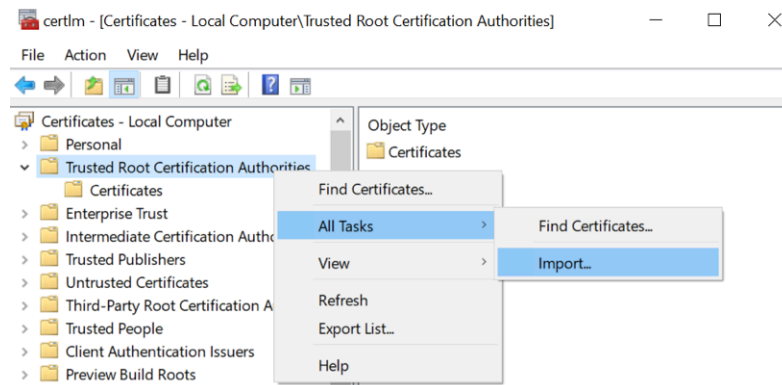 certlm - [Certificates - Local Computer\Trusted Root Certification Authorities]
File Action View Help
Certificates - Local Computer
Personal
Trusted Root Certification Authorities
Certificates
Enterprise Trust
Intermediate Certification Autho
Trusted Publishers
Untrusted Certificates
Third-Party Root Certification A
Trusted People
Client Authentication Issuers
Preview Build Roots
Object Type
Certificates
Find Certificates...
All Tasks
View
Refresh
Export List...
Help
Find Certificates...
Import...